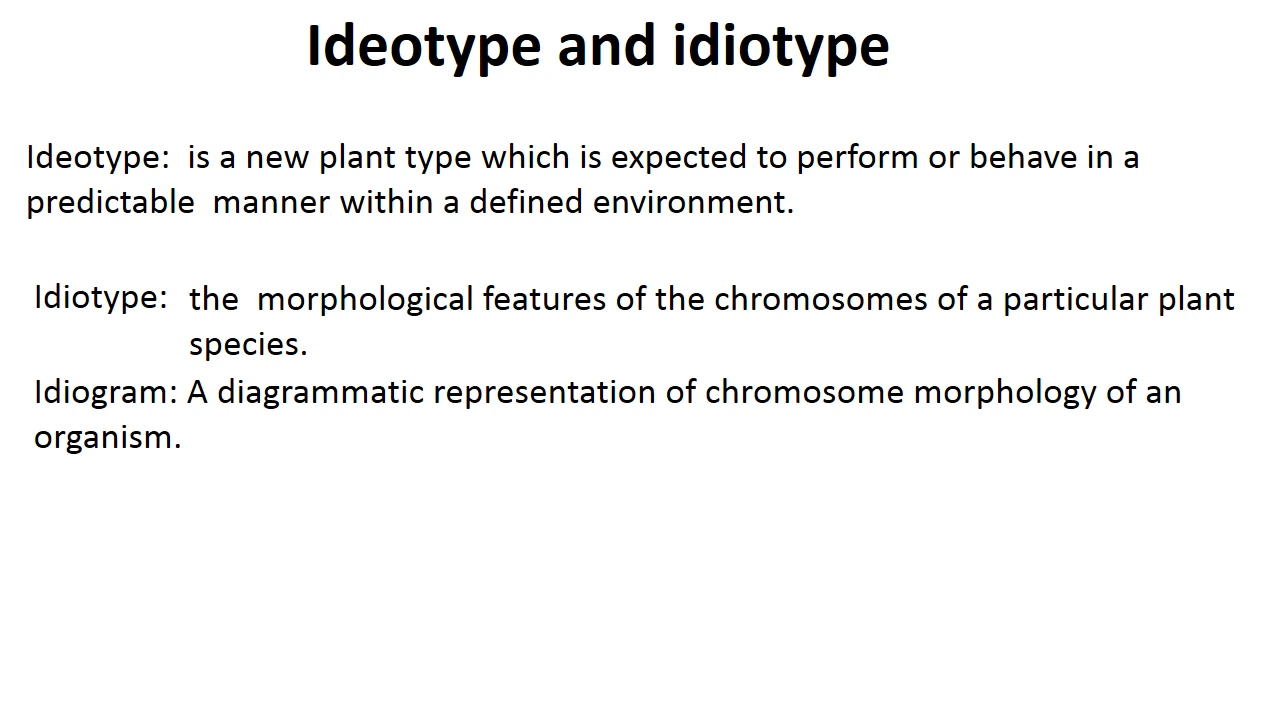 Ideotype and idiotype
Ideotype:  is a new plant type which is expected to perform or behave in a
predictable  manner within a defined environment.
Idiotype:  the  morphological features of the chromosomes of a particular plant
species.
Idiogram: A diagrammatic representation of chromosome morphology of an
organism.